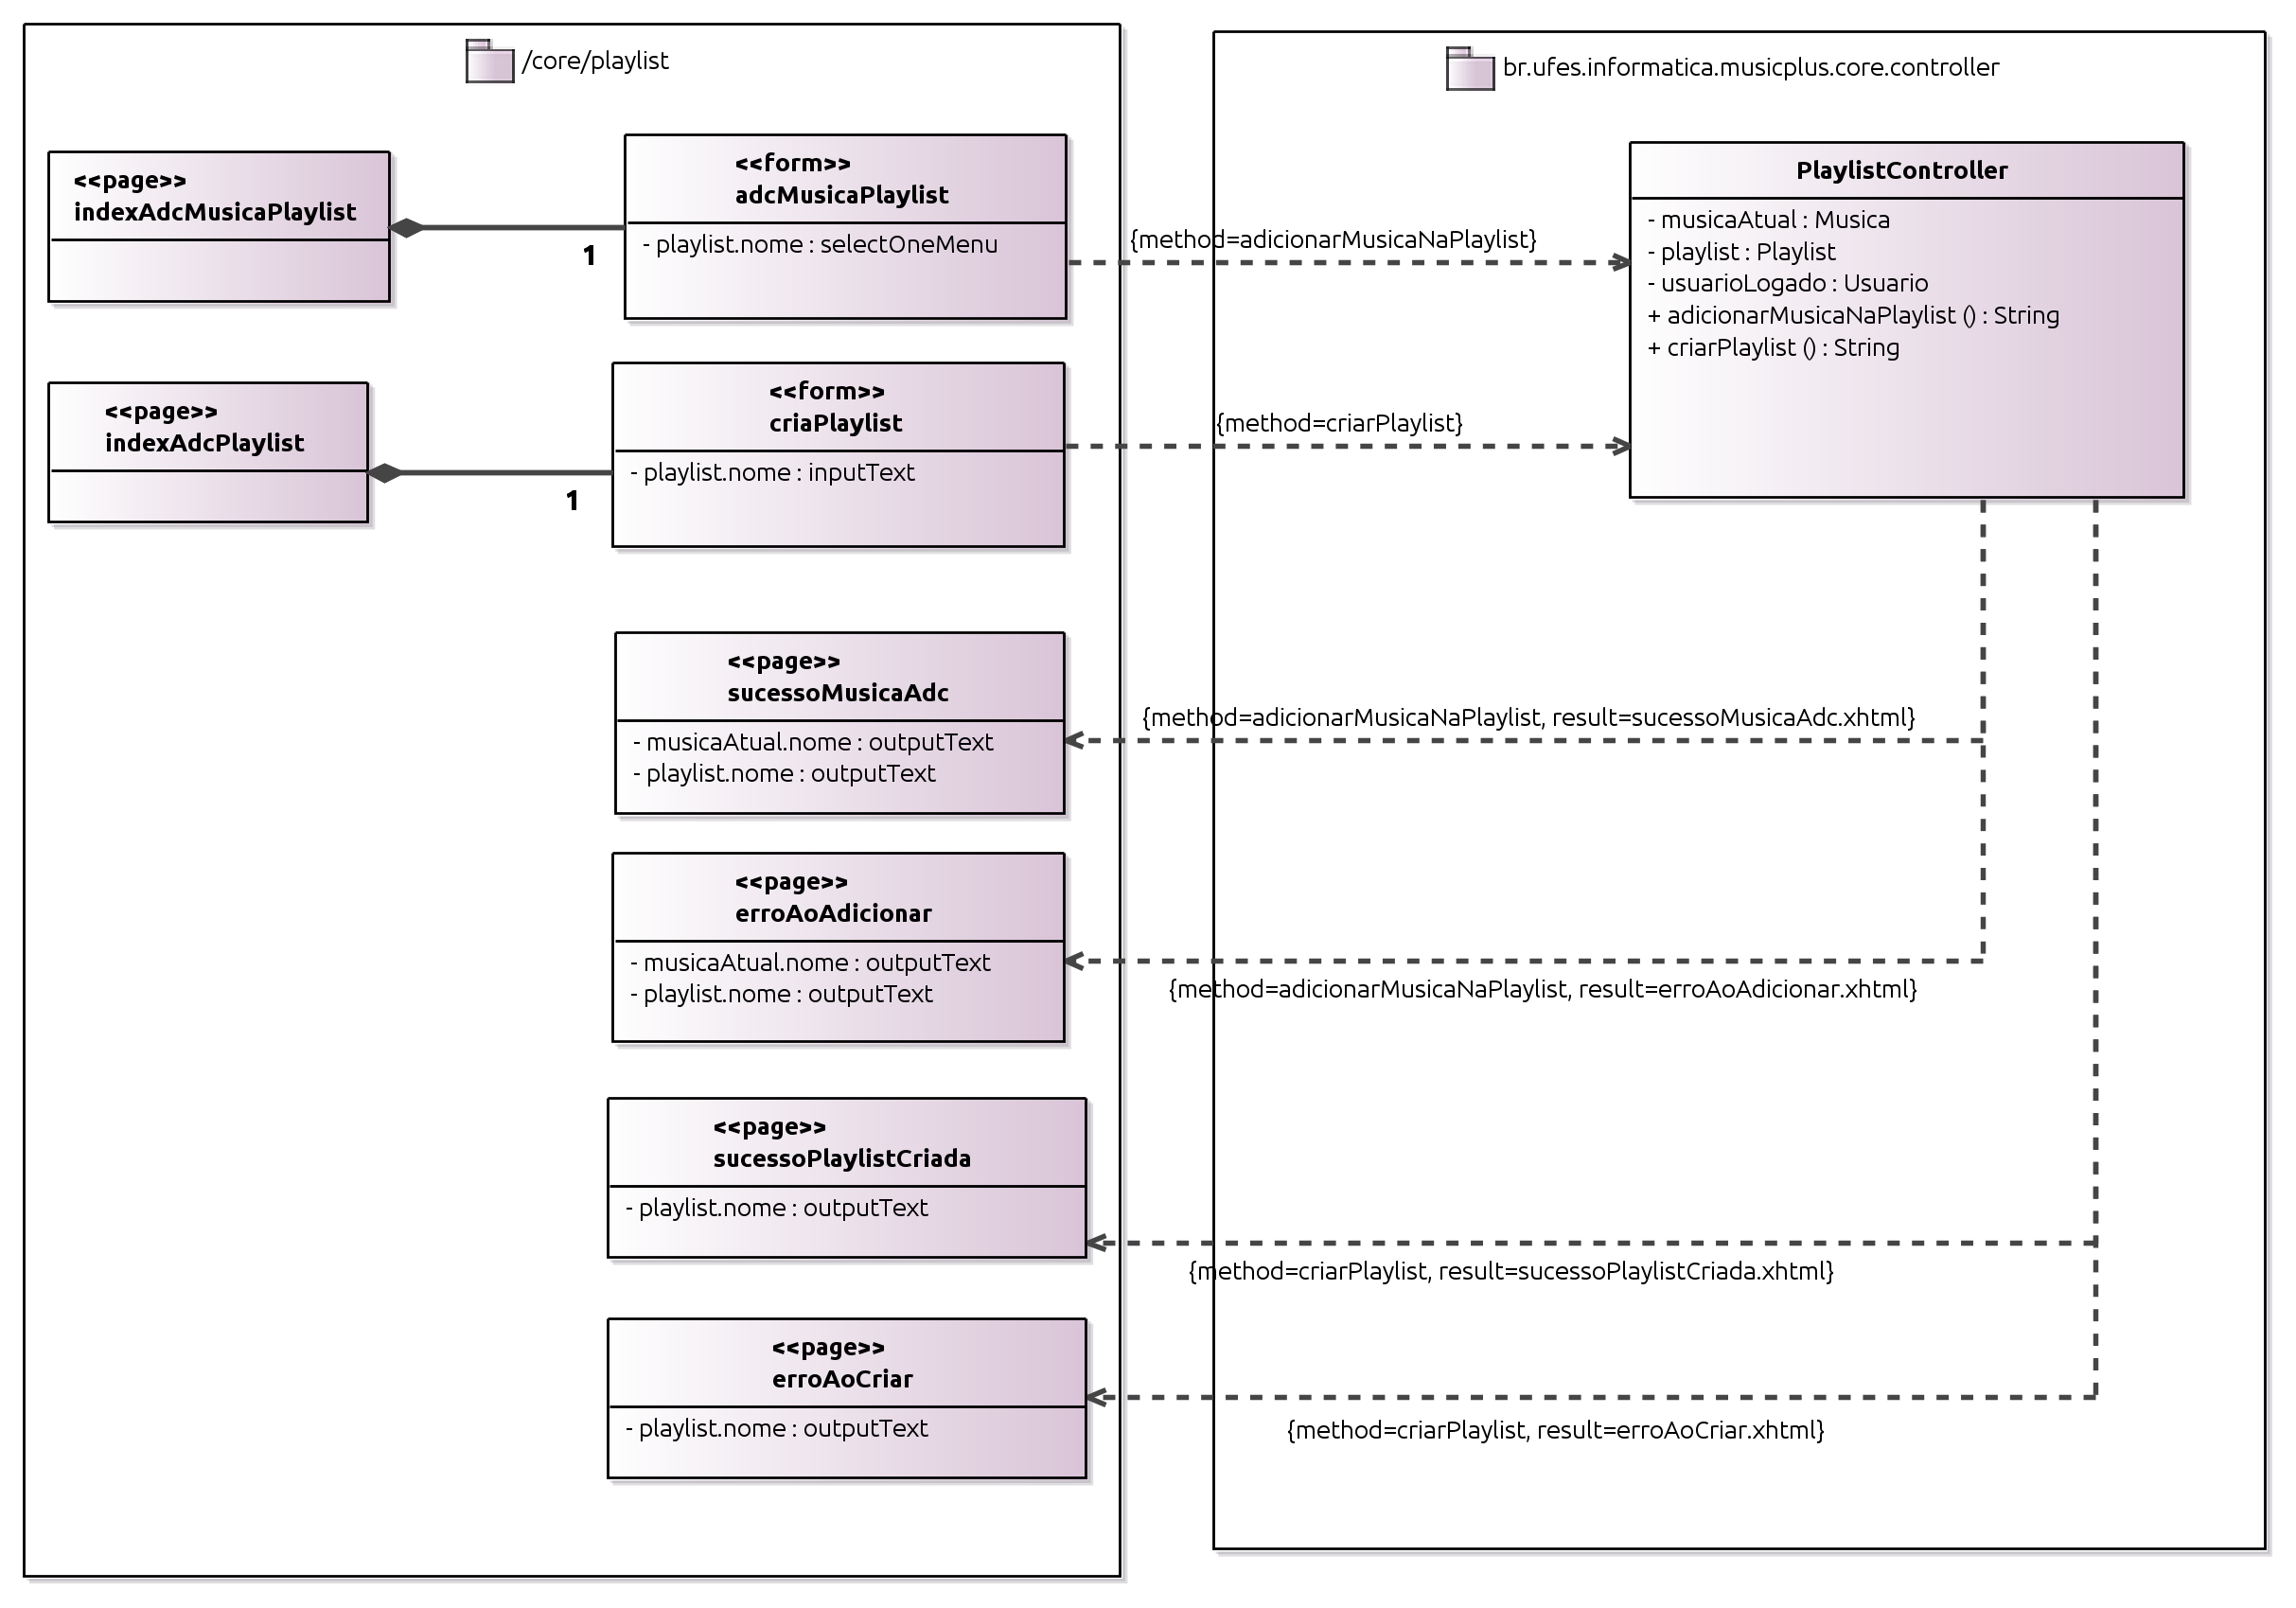 /core/playlist
<<page>>
indexAdcMusicaPlaylist
<<form>>
adcMusicaPlaylist
- playlist.nome : selectOneMenu
1
<<page>>
indexAdcPlaylist
<<form>>
criaPlaylist
- playlist.nome : inputText
1
<<page>>
sucessoMusicaAdc
- musicaAtual.nome : outputText
- playlist.nome : outputText
<<page>>
erroAoAdicionar
- musicaAtual.nome : outputText
- playlist.nome : outputText
<<page>>
sucessoPlaylistCriada
- playlist.nome : outputText
<<page>>
erroAoCriar
- playlist.nome : outputText
{method=adicionarMusicaNaPlaylist}
{method=criarPlaylist}
{method=adicionarMusicaNaPlaylist, result=sucessoMusicaAdc.xhtml}
{method=adicionarMusicaNaPlaylist, result=erroAoAdicionar.xhtml}
{method=criarPlaylist, result=sucessoPlaylistCriada.xhtml}
{method=criarPlaylist, result=erroAoCriar.xhtml}
br.ufes.informatica.musicplus.core.controller
PlaylistController
- musicaAtual : Musica
- playlist : Playlist
- usuarioLogado : Usuario
+ adicionarMusicaNaPlaylist () : String
+ criarPlaylist () : String